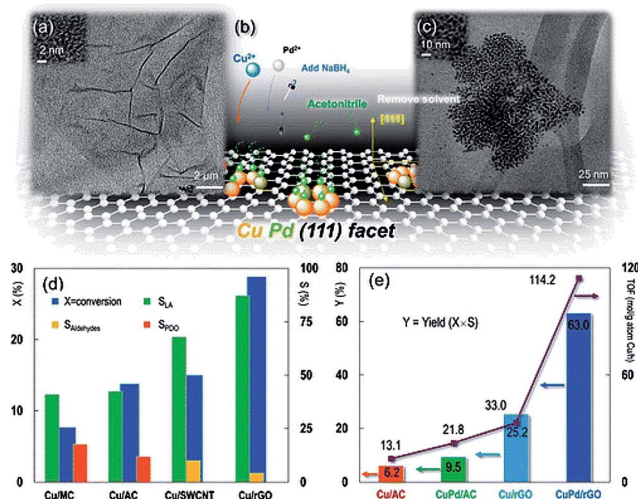 (a)
2 nm
2 µm
(b)
Cu²⁺
Pd²⁺
Add NaBH₄
Acetonitrile
Remove solvent
[111]
Cu Pd (111) facet
(c)
10 nm
25 nm
(d)
X (%)
30
20
10
0
X=conversion
S_LA
S_Aldehydes
S_PDO
S (%)
100
75
50
25
0
Cu/MC Cu/AC Cu/SWCNT Cu/rGO
(e)
Y (%)
80
60
40
20
0
Y = Yield (X×S)
114.2
63.0
33.0
25.2
21.8
9.5
13.1
6.2
TOF (mol/g atom Cu/h)
120
60
0
Cu/AC CuPd/AC Cu/rGO CuPd/rGO